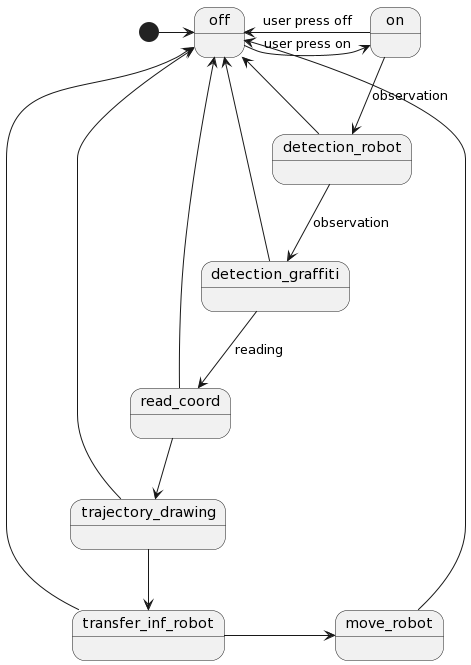 off
user press off
on
user press on
observation
detection_robot
observation
detection_graffiti
reading
read_coord
trajectory_drawing
transfer_inf_robot
move_robot